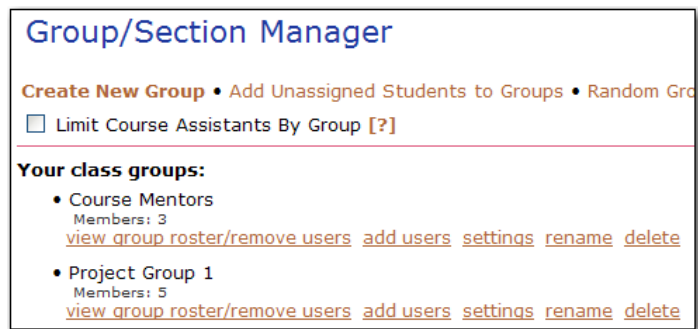 Group/Section Manager
Create New Group • Add Unassigned Students to Groups • Random Gro
Limit Course Assistants By Group [?]
Your class groups:
• Course Mentors
Members: 3
view group roster/remove users add users settings rename delete
• Project Group 1
Members: 5
view group roster/remove users add users settings rename delete